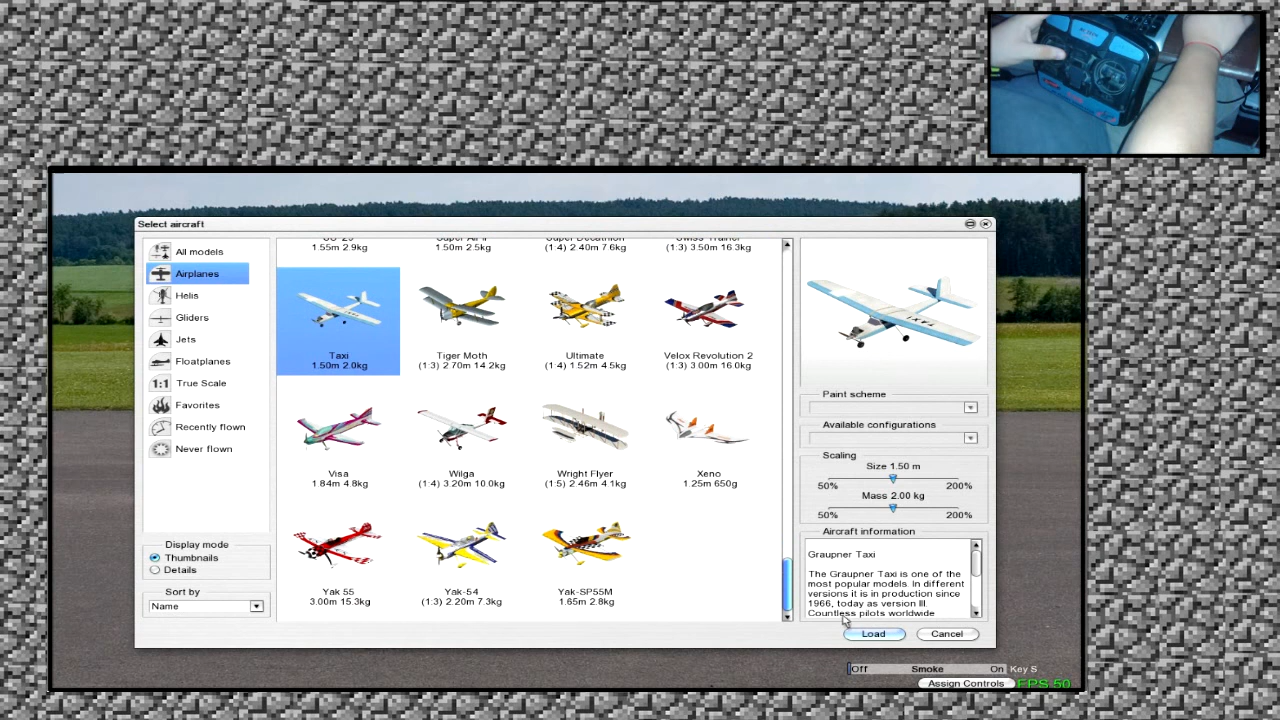 Select aircraft
All models
Airplanes
Helis
Gliders
Jets
Floatplanes
True Scale
Favorites
Recently flown
Never flown
Display mode
Thumbnails
Details
Sort by
Name
1.55m 2.9kg
1.50m 2.5kg
(1:4) 2.40m 7.6kg
(1:3) 3.50m 16.3kg
Taxi
1.50m 2.0kg
Tiger Moth
(1:3) 2.70m 14.2kg
Ultimate
(1:4) 1.52m 4.5kg
Velox Revolution 2
(1:3) 3.00m 16.0kg
Visa
1.84m 4.8kg
Wilga
(1:4) 3.20m 10.0kg
Wright Flyer
(1:5) 2.46m 4.1kg
Xeno
1.25m 650g
Yak 55
3.00m 15.3kg
Yak-54
(1:3) 2.20m 7.3kg
Yak-SP55M
1.65m 2.8kg
TAXI
Paint scheme
Available configurations
Scaling
Size 1.50 m
50% 200%
Mass 2.00 kg
50% 200%
Aircraft information
Graupner Taxi
The Graupner Taxi is one of the
most popular models. In different
versions it is in production since
1966, today as version III.
Countless pilots worldwide
Load
Cancel
Off Smoke On Key S
Assign Controls
FPS 50